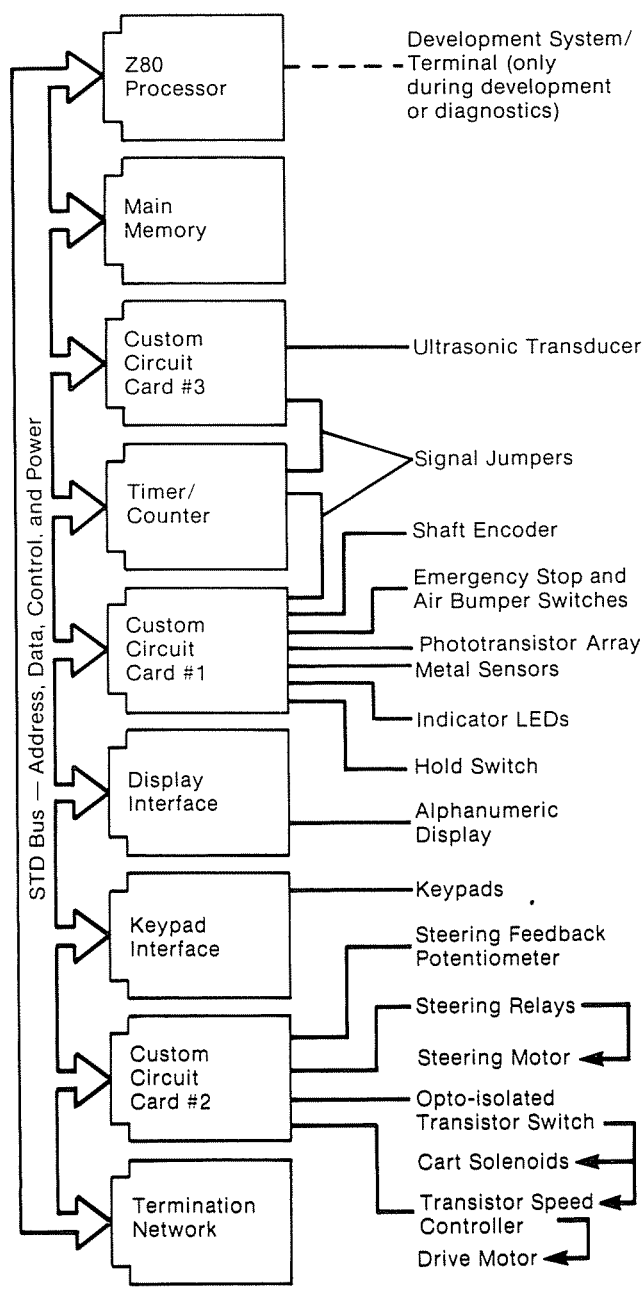 Z80
Processor
Development System/
Terminal (only
during development
or diagnostics)
Main
Memory
Custom
Circuit
Card #3
Ultrasonic Transducer
Signal Jumpers
Timer/
Counter
Shaft Encoder
Emergency Stop and
Air Bumper Switches
Custom
Circuit
Card #1
Phototransistor Array
Metal Sensors
Indicator LEDs
Hold Switch
Display
Interface
Alphanumeric
Display
STD Bus — Address, Data, Control, and Power
Keypads
Keypad
Interface
Steering Feedback
Potentiometer
Steering Relays
Steering Motor
Custom
Circuit
Card #2
Opto-isolated
Transistor Switch
Cart Solenoids
Transistor Speed
Controller
Drive Motor
Termination
Network